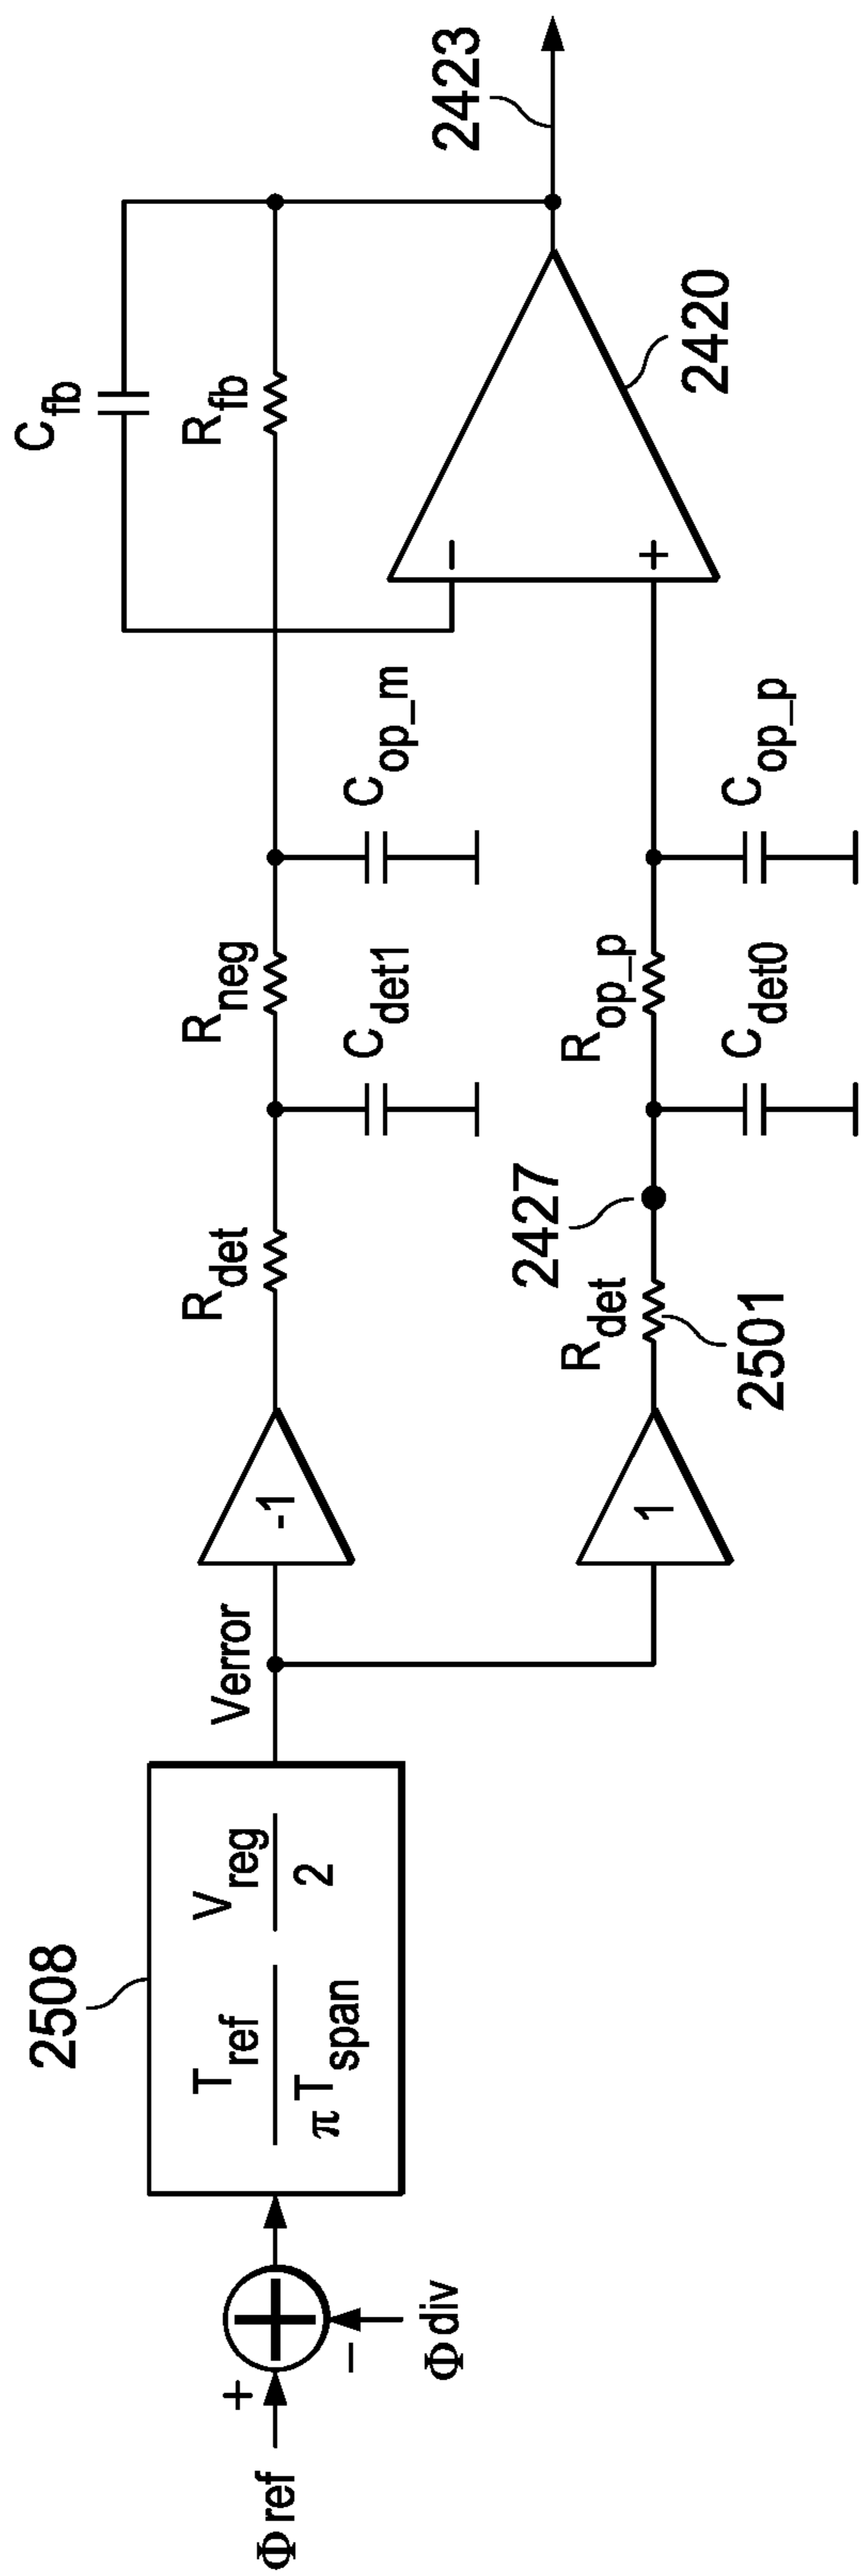 Φref
+
−
Φdiv
2508
T_ref
πT_span
V_reg
2
Verror
-1
1
R_det
R_det
2501
2427
C_det1
C_det0
R_neg
R_op_p
C_op_m
C_op_p
C_fb
R_fb
−
+
2420
2423